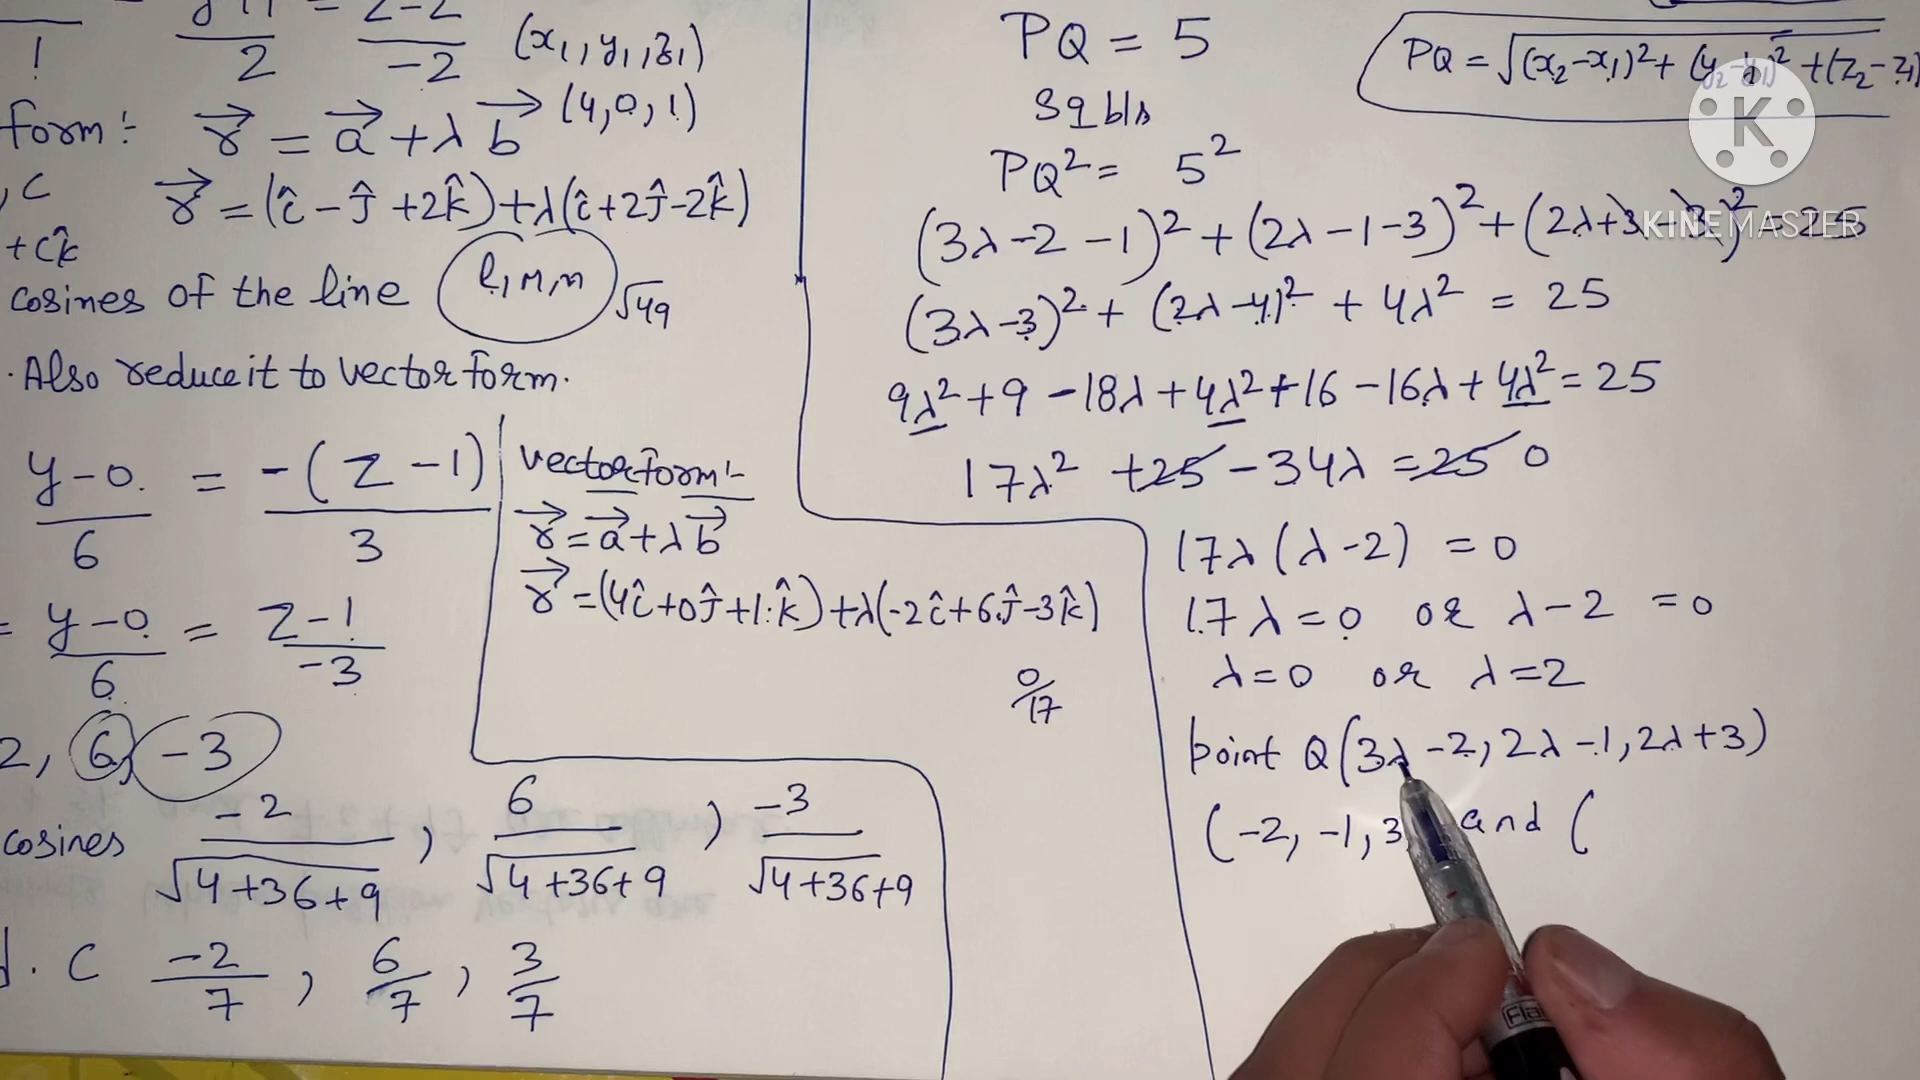 1 2 -2 (x₁, y₁, z₁)
form:- r⃗ = a⃗ + λ b⃗ (4, 0, 1)
, c r⃗ = (î - ĵ + 2k̂) + λ(î + 2ĵ - 2k̂)
+ ck̂
cosines of the line (l, m, n) √49
. Also reduce it to vector form.
y-0/6 = -(z-1)/3
= y-0/6 = z-1/-3
2, 6, -3
cosines -2/√4+36+9 , 6/√4+36+9 , -3/√4+36+9
d. c -2/7 , 6/7 , 3/7
vector form:-
r⃗ = a⃗ + λ b⃗
r⃗ = (4î + 0ĵ + 1.k̂) + λ(-2î + 6ĵ - 3k̂)
0/17
PQ = 5
PQ = √(x₂-x₁)² + (y₂-y₁)² + (z₂-z₁)
Sq b/s
PQ² = 5²
(3λ-2-1)² + (2λ-1-3)² + (2λ+3-3)² = 25
(3λ-3)² + (2λ-4)² + 4λ² = 25
9λ² + 9 - 18λ + 4λ² + 16 - 16λ + 4λ² = 25
17λ² + 25 - 34λ = 25 0
17λ (λ-2) = 0
17λ = 0 or λ-2 = 0
λ = 0 or λ = 2
point Q (3λ-2, 2λ-1, 2λ+3)
(-2, -1, 3) and (
K
KINEMASTER